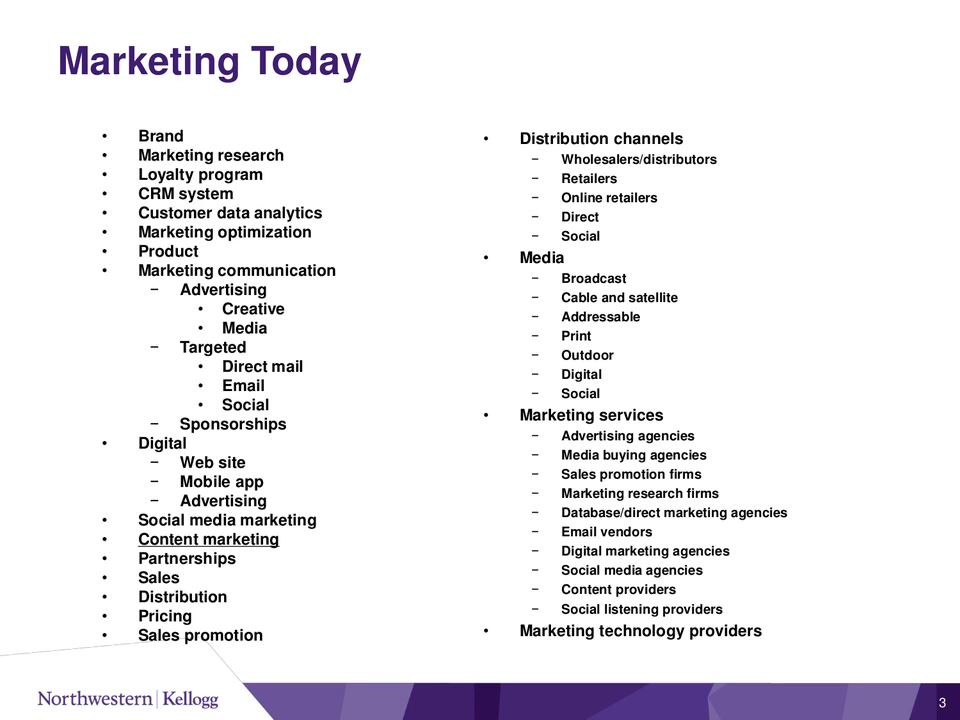 Marketing Today
• Brand
• Marketing research
• Loyalty program
• CRM system
• Customer data analytics
• Marketing optimization
• Product
• Marketing communication
− Advertising
• Creative
• Media
− Targeted
• Direct mail
• Email
• Social
− Sponsorships
• Digital
− Web site
− Mobile app
− Advertising
• Social media marketing
• Content marketing
• Partnerships
• Sales
• Distribution
• Pricing
• Sales promotion
• Distribution channels
− Wholesalers/distributors
− Retailers
− Online retailers
− Direct
− Social
• Media
− Broadcast
− Cable and satellite
− Addressable
− Print
− Outdoor
− Digital
− Social
• Marketing services
− Advertising agencies
− Media buying agencies
− Sales promotion firms
− Marketing research firms
− Database/direct marketing agencies
− Email vendors
− Digital marketing agencies
− Social media agencies
− Content providers
− Social listening providers
• Marketing technology providers
Northwestern | Kellogg
3